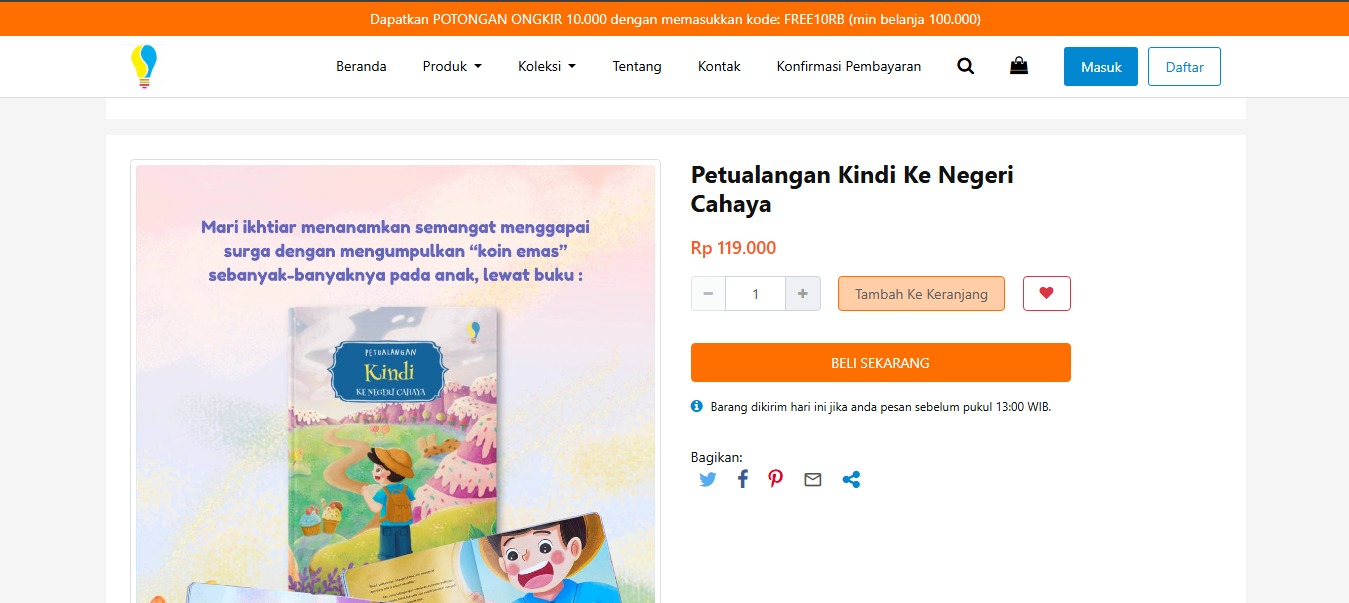 Dapatkan POTONGAN ONGKIR 10.000 dengan memasukkan kode: FREE10RB (min belanja 100.000)
Beranda Produk Koleksi Tentang Kontak Konfirmasi Pembayaran Masuk Daftar
Mari ikhtiar menanamkan semangat menggapai
surga dengan mengumpulkan “koin emas”
sebanyak-banyaknya pada anak, lewat buku :
PETUALANGAN
Kindi
KE NEGERI CAHAYA
Petualangan Kindi Ke Negeri
Cahaya
Rp 119.000
− 1 + Tambah Ke Keranjang
BELI SEKARANG
Barang dikirim hari ini jika anda pesan sebelum pukul 13:00 WIB.
Bagikan: